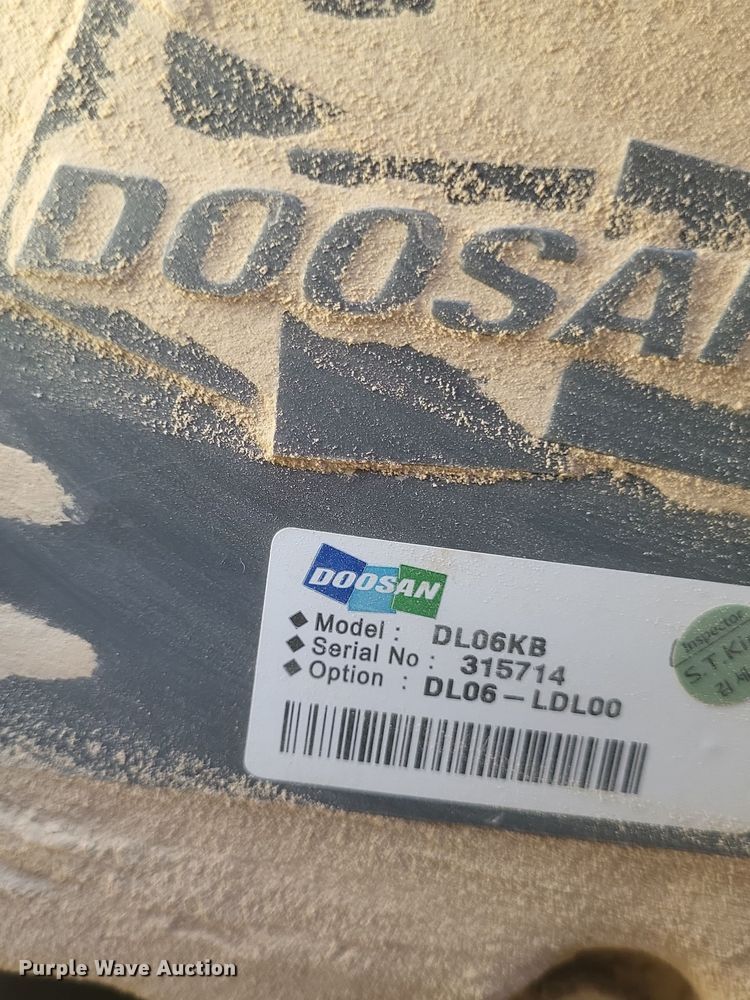 DOOSAN
DOOSAN
◆ Model : DL06KB
◆ Serial No : 315714
◆ Option : DL06-LDL00
Inspector
Purple Wave Auction